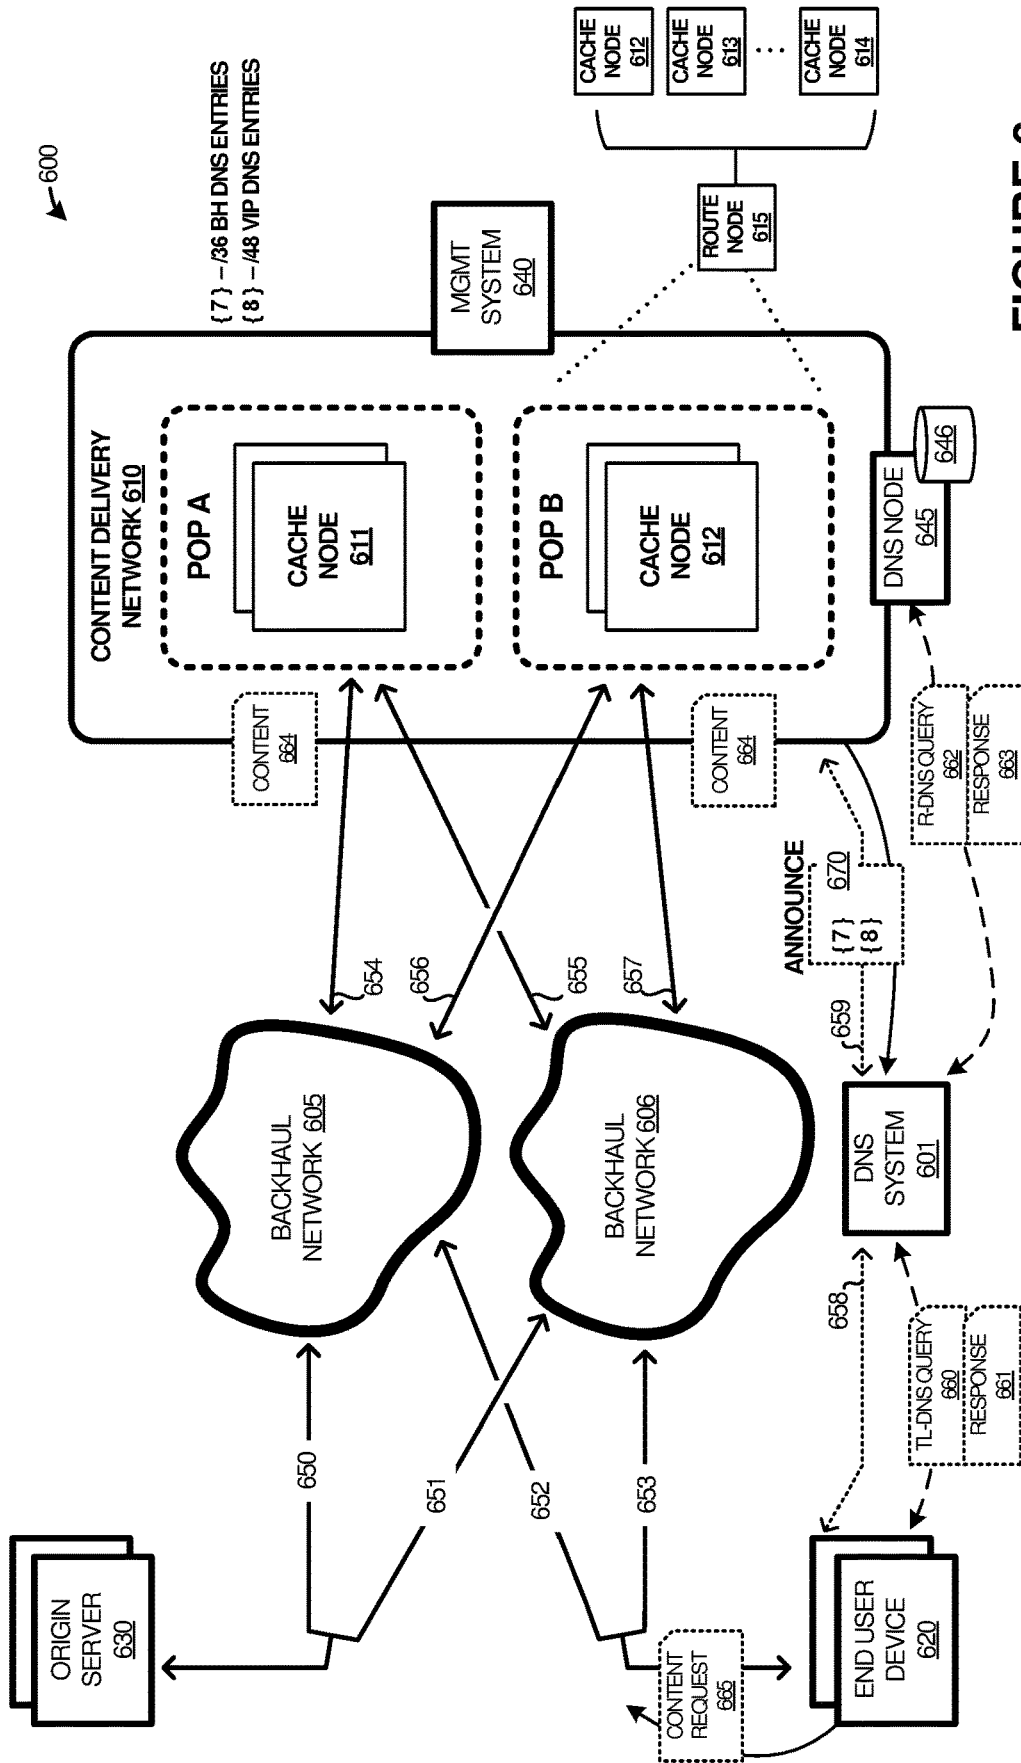 600
{7} – /36 BH DNS ENTRIES
{8} – /48 VIP DNS ENTRIES
CONTENT DELIVERY
NETWORK 610
POP A
CACHE
NODE
611
POP B
CACHE
NODE
612
MGMT
SYSTEM
640
ROUTE
NODE
615
CACHE
NODE
612
CACHE
NODE
613
CACHE
NODE
614
DNS NODE
645
646
CONTENT
664
CONTENT
664
ORIGIN
SERVER
630
650
651
652
653
BACKHAUL
NETWORK 605
BACKHAUL
NETWORK 606
654
656
655
657
ANNOUNCE
670
{7}
{8}
659
658
DNS
SYSTEM
601
R-DNS QUERY
662
RESPONSE
663
TL-DNS QUERY
660
RESPONSE
661
CONTENT
REQUEST
665
END USER
DEVICE
620